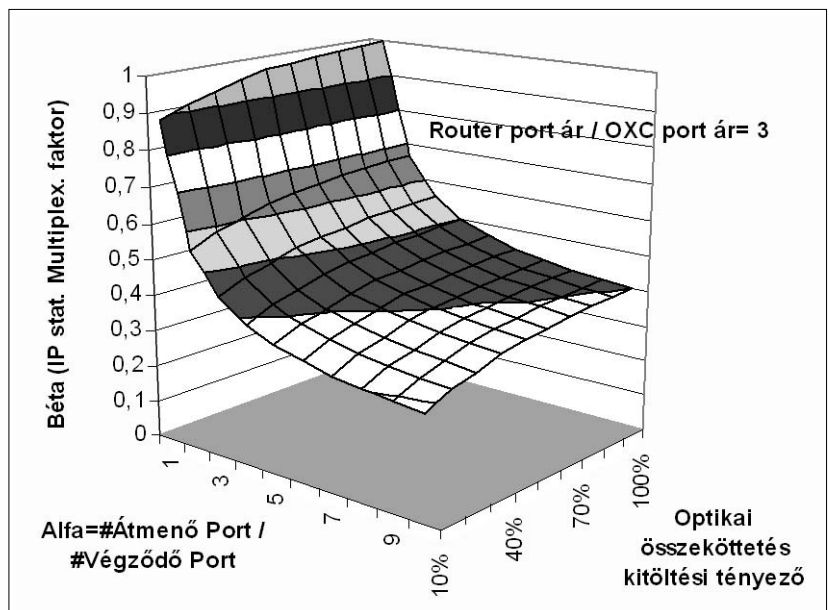 1
0,9
0,8
0,7
0,6
0,5
0,4
0,3
0,2
0,1
0
Béta (IP stat. Multiplex. faktor)
Router port ár / OXC port ár= 3
1
3
5
7
9
Alfa=#Átmenő Port /
#Végződő Port
10%
40%
70%
100%
Optikai
összeköttetés
kitöltési tényező